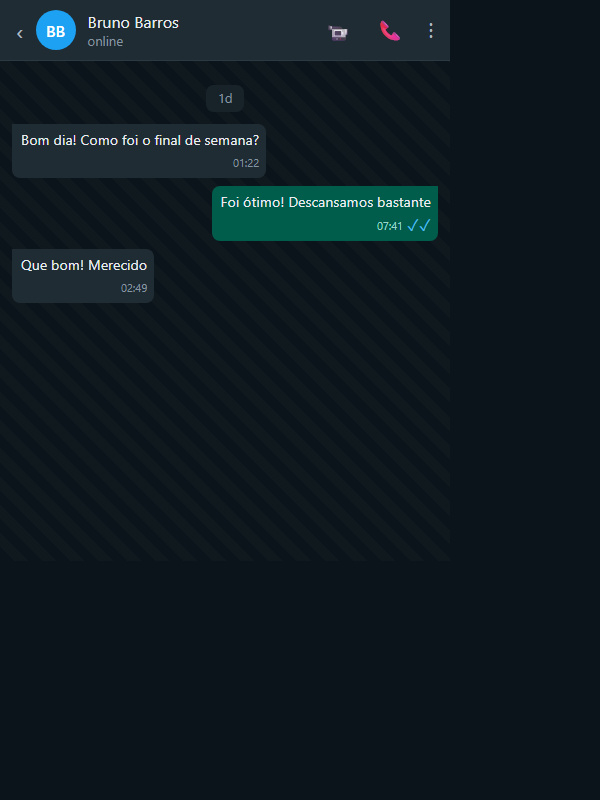 BB
Bruno Barros
online
1d
Bom dia! Como foi o final de semana?
01:22
Foi ótimo! Descansamos bastante
07:41
Que bom! Merecido
02:49